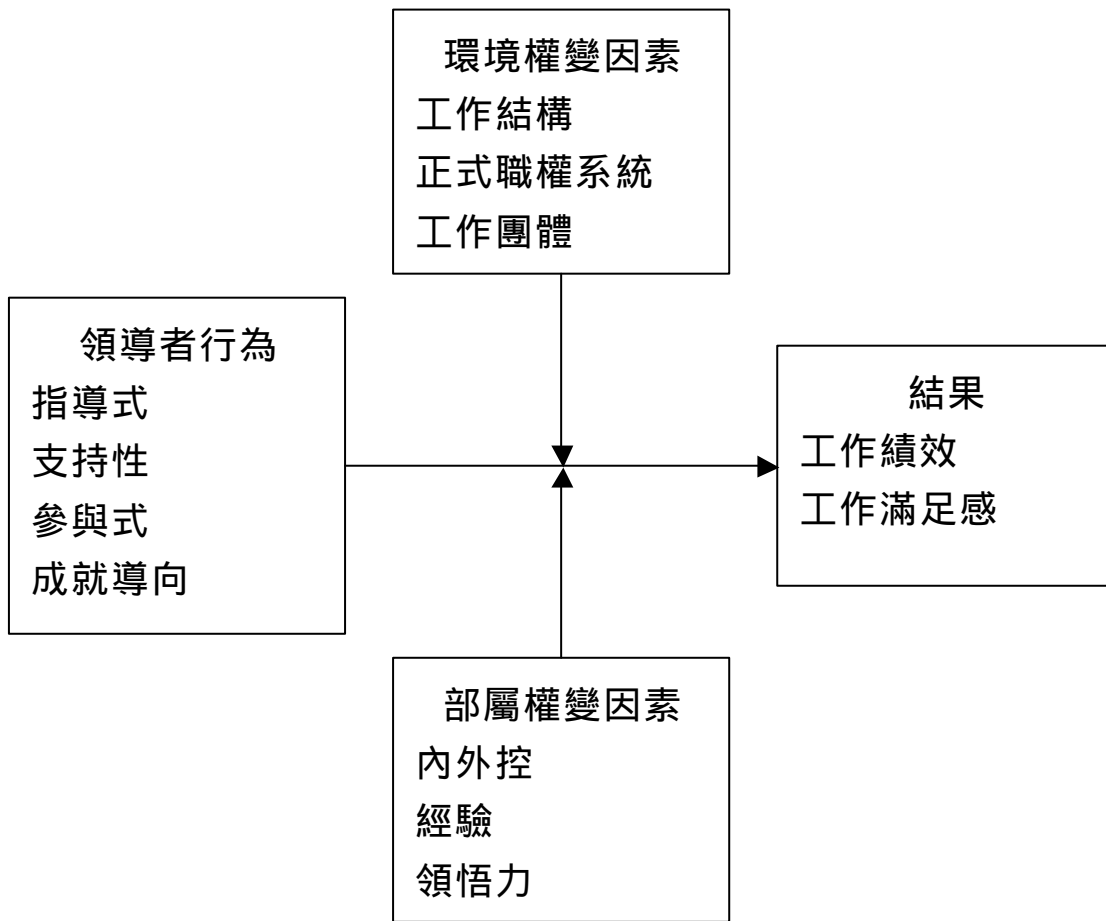 環境權變因素
工作結構
正式職權系統
工作團體
領導者行為
指導式
支持性
參與式
成就導向
結果
工作績效
工作滿足感
部屬權變因素
內外控
經驗
領悟力